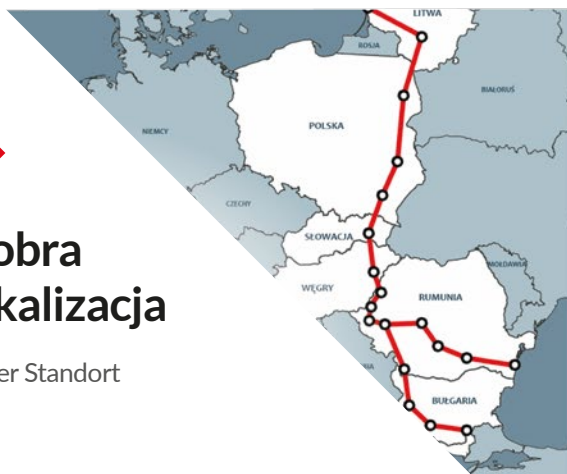 LITWA
ROSJA
BIAŁORUŚ
POLSKA
NIEMCY
CZECHY
SŁOWACJA
MOŁDAWIA
WĘGRY
RUMUNIA
BUŁGARIA
obra
kalizacja
er Standort